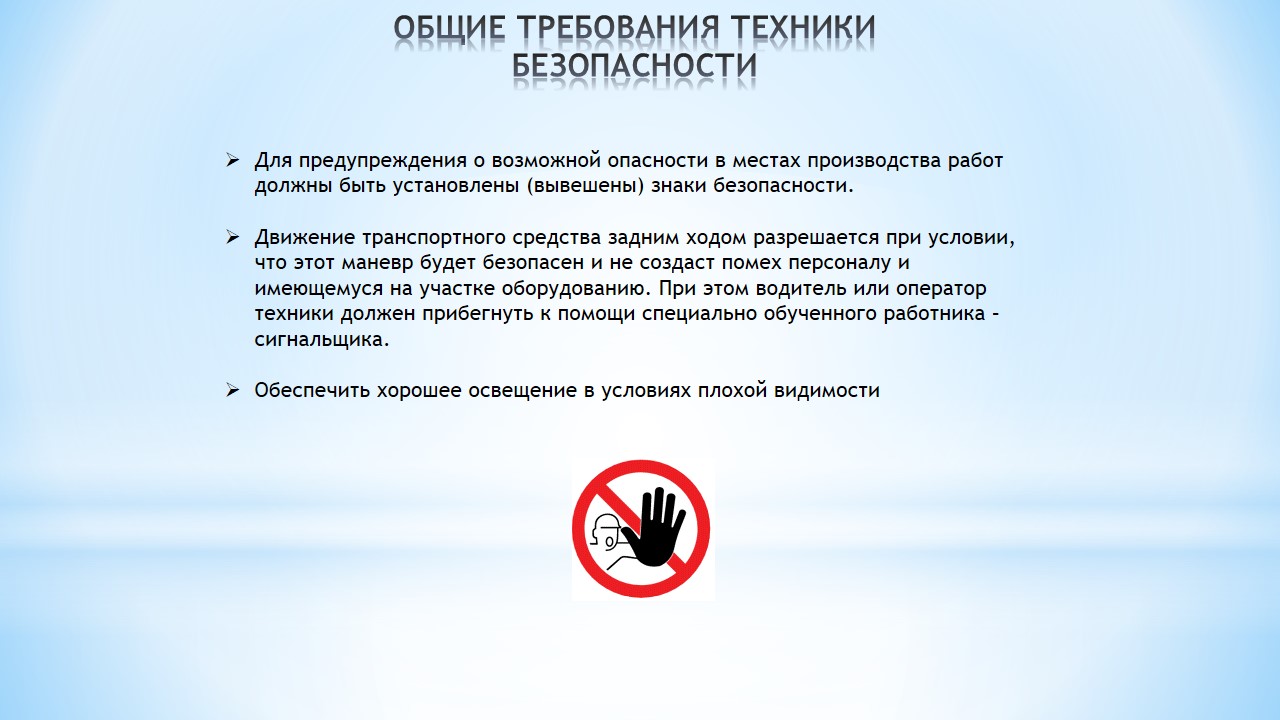 ОБЩИЕ ТРЕБОВАНИЯ ТЕХНИКИ
БЕЗОПАСНОСТИ
➢ Для предупреждения о возможной опасности в местах производства работ
должны быть установлены (вывешены) знаки безопасности.
➢ Движение транспортного средства задним ходом разрешается при условии,
что этот маневр будет безопасен и не создаст помех персоналу и
имеющемуся на участке оборудованию. При этом водитель или оператор
техники должен прибегнуть к помощи специально обученного работника –
сигнальщика.
➢ Обеспечить хорошее освещение в условиях плохой видимости